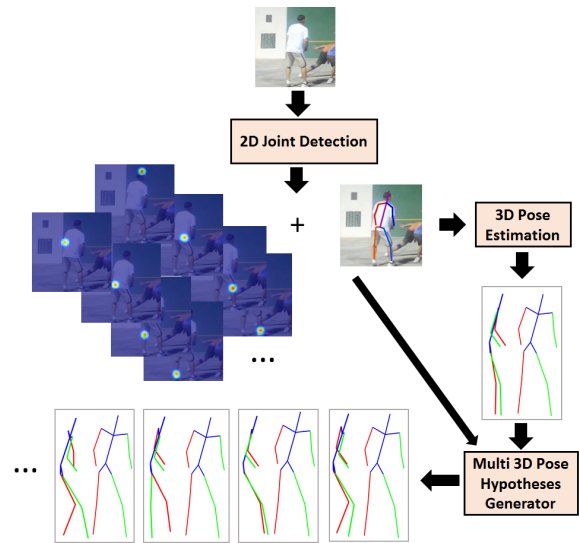 2D Joint Detection
+
3D Pose
Estimation
...
...
Multi 3D Pose
Hypotheses
Generator